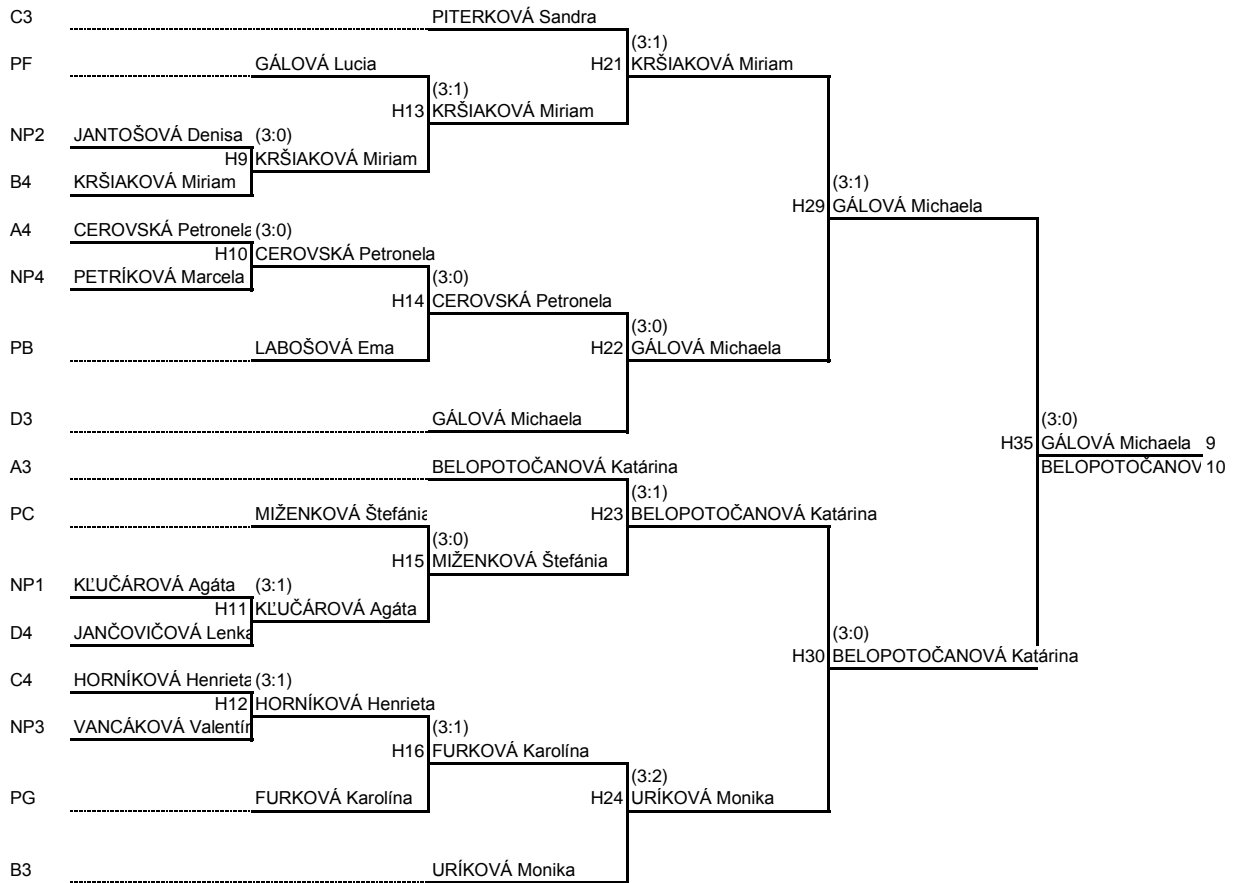 C3 PITERKOVÁ Sandra
(3:1)
PF GÁLOVÁ Lucia H21 KRŠIAKOVÁ Miriam
(3:1)
H13 KRŠIAKOVÁ Miriam
NP2 JANTOŠOVÁ Denisa (3:0)
H9 KRŠIAKOVÁ Miriam
B4 KRŠIAKOVÁ Miriam (3:1)
H29 GÁLOVÁ Michaela
A4 CEROVSKÁ Petronela (3:0)
H10 CEROVSKÁ Petronela
NP4 PETRÍKOVÁ Marcela (3:0)
H14 CEROVSKÁ Petronela
(3:0)
PB LABOŠOVÁ Ema H22 GÁLOVÁ Michaela
D3 GÁLOVÁ Michaela (3:0)
H35 GÁLOVÁ Michaela 9
A3 BELOPOTOČANOVÁ Katárina BELOPOTOČANOV 10
(3:1)
PC MIŽENKOVÁ Štefánia H23 BELOPOTOČANOVÁ Katárina
(3:0)
H15 MIŽENKOVÁ Štefánia
NP1 KĽUČÁROVÁ Agáta (3:1)
H11 KĽUČÁROVÁ Agáta
D4 JANČOVIČOVÁ Lenka (3:0)
H30 BELOPOTOČANOVÁ Katárina
C4 HORNÍKOVÁ Henrieta (3:1)
H12 HORNÍKOVÁ Henrieta
NP3 VANCÁKOVÁ Valentín (3:1)
H16 FURKOVÁ Karolína
(3:2)
PG FURKOVÁ Karolína H24 URÍKOVÁ Monika
B3 URÍKOVÁ Monika